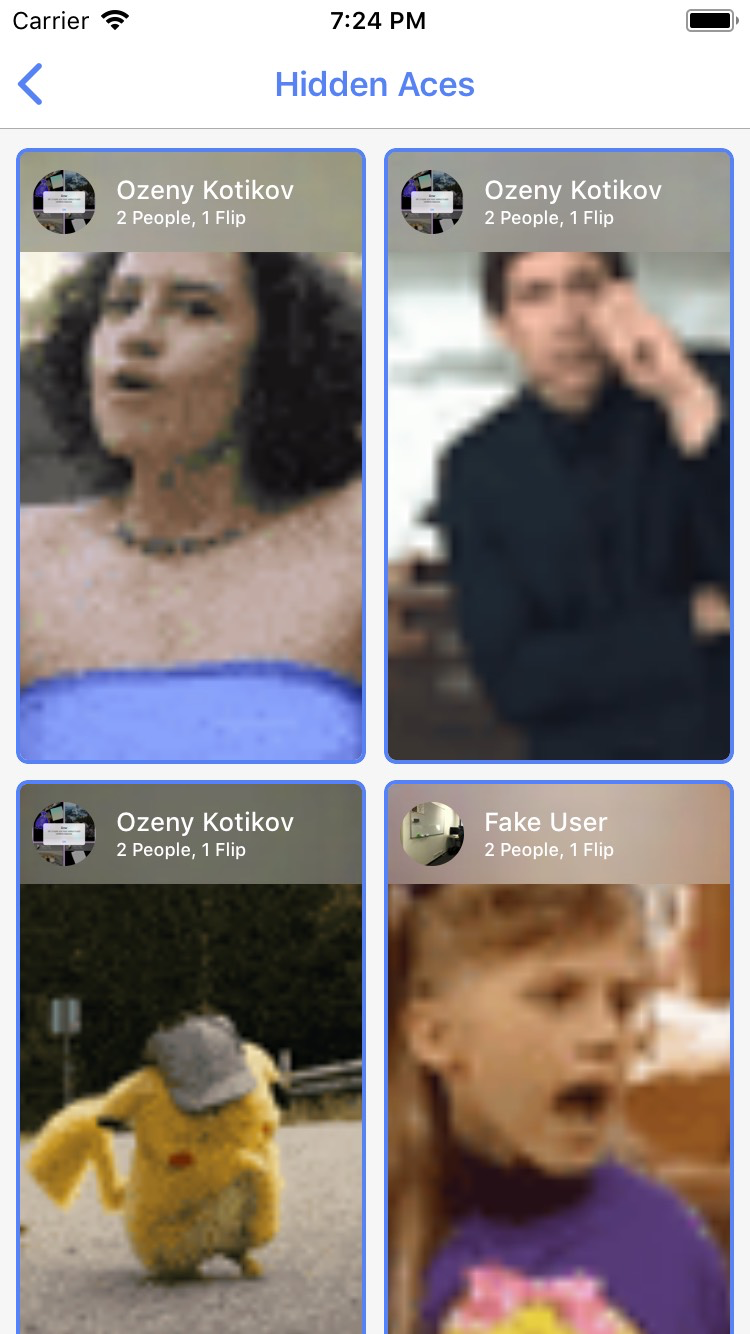 Carrier 7:24 PM
Hidden Aces
Ozeny Kotikov
2 People, 1 Flip
Ozeny Kotikov
2 People, 1 Flip
Ozeny Kotikov
2 People, 1 Flip
Fake User
2 People, 1 Flip